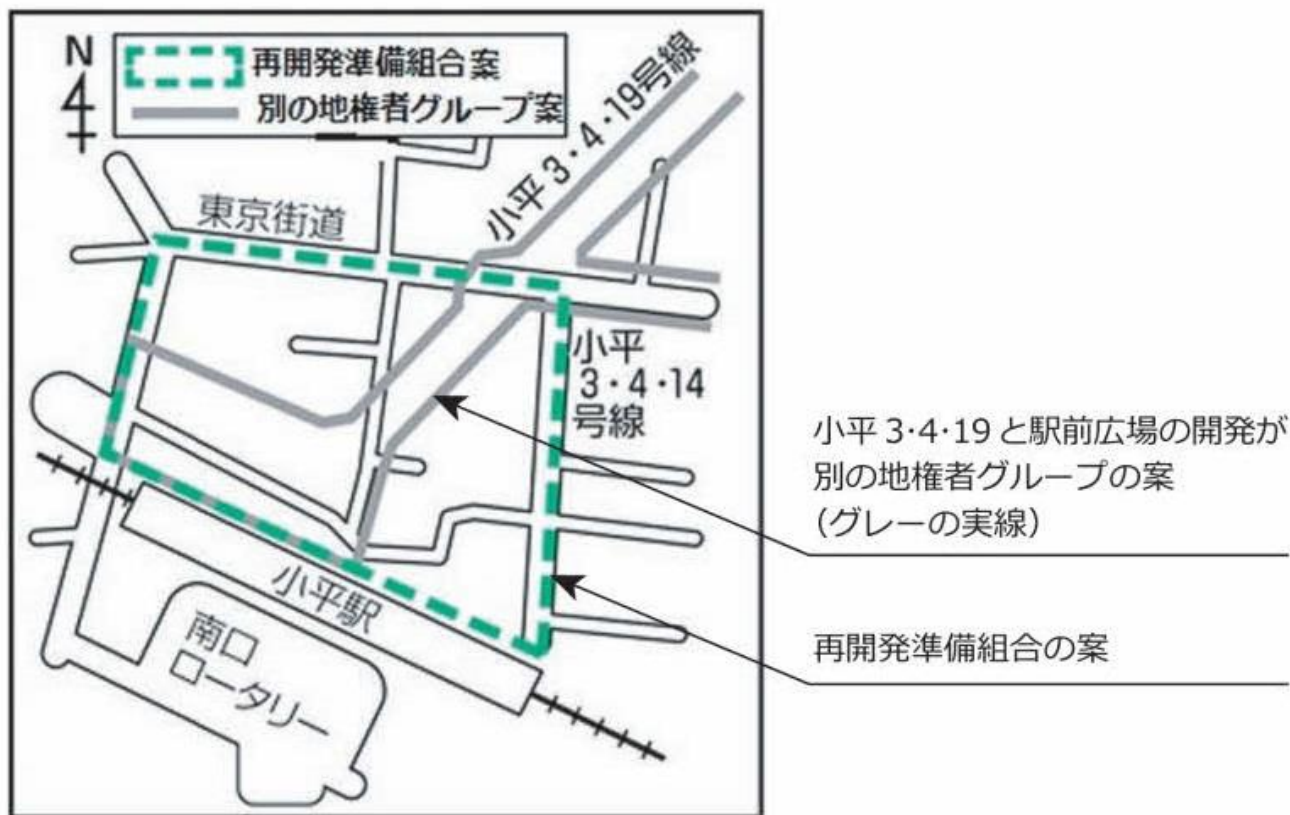 N
再開発準備組合案
別の地権者グループ案
小平3・4・19号線
東京街道
小平
3・4・14
号線
小平駅
南口
ロータリー
小平 3･4･19 と駅前広場の開発が
別の地権者グループの案
（グレーの実線）
再開発準備組合の案